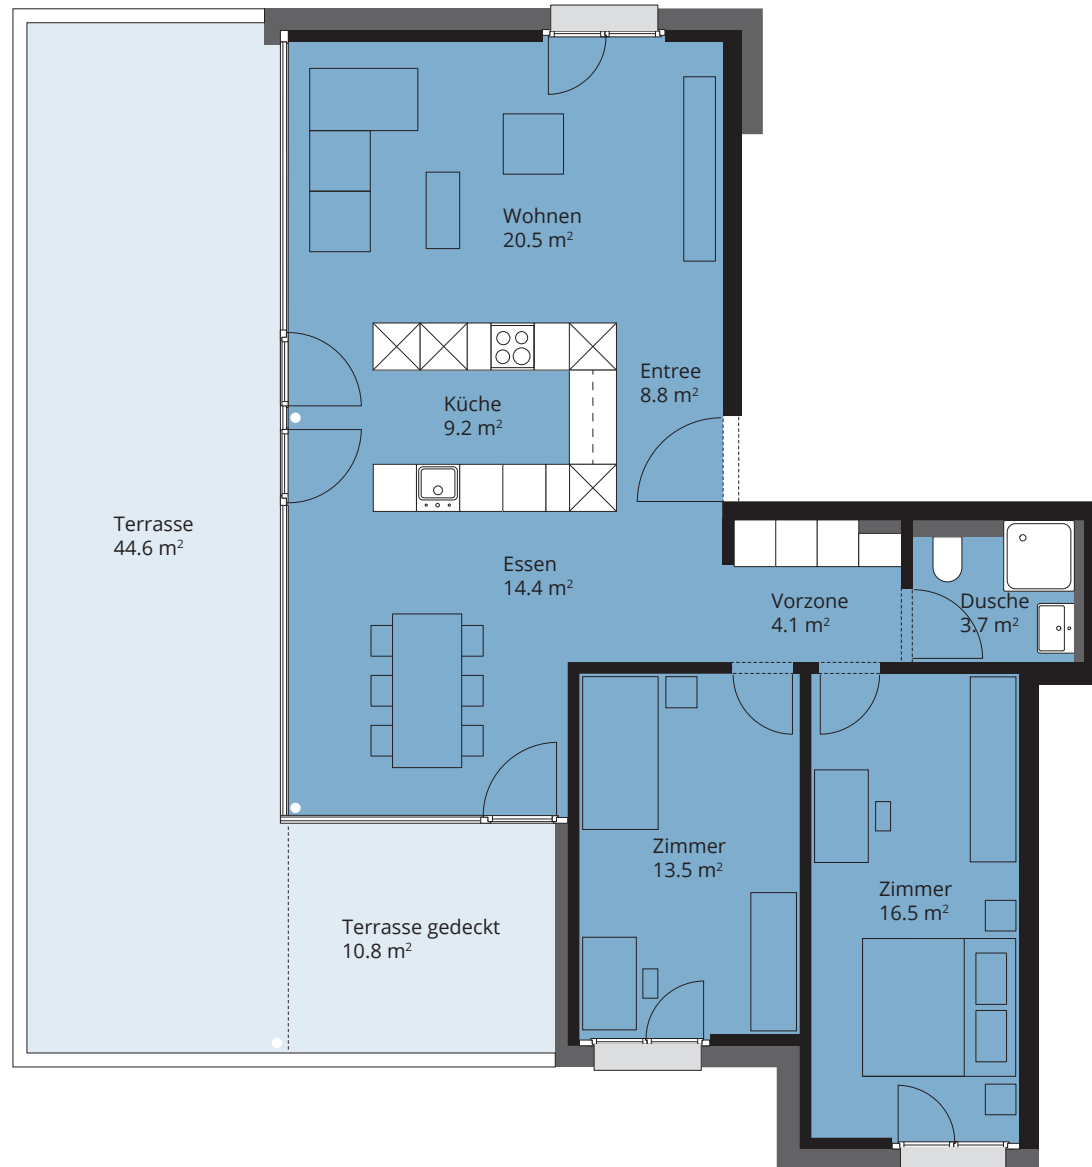 Wohnen
20.5 m²
Entree
8.8 m²
Küche
9.2 m²
Terrasse
44.6 m²
Essen
14.4 m²
Vorzone
4.1 m²
Dusche
3.7 m²
Zimmer
13.5 m²
Zimmer
16.5 m²
Terrasse gedeckt
10.8 m²